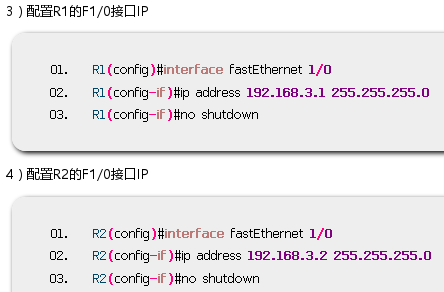 3）配置R1的F1/0接口IP
01. R1(config)#interface fastEthernet 1/0
02. R1(config-if)#ip address 192.168.3.1 255.255.255.0
03. R1(config-if)#no shutdown
4）配置R2的F1/0接口IP
01. R2(config)#interface fastEthernet 1/0
02. R2(config-if)#ip address 192.168.3.2 255.255.255.0
03. R2(config-if)#no shutdown